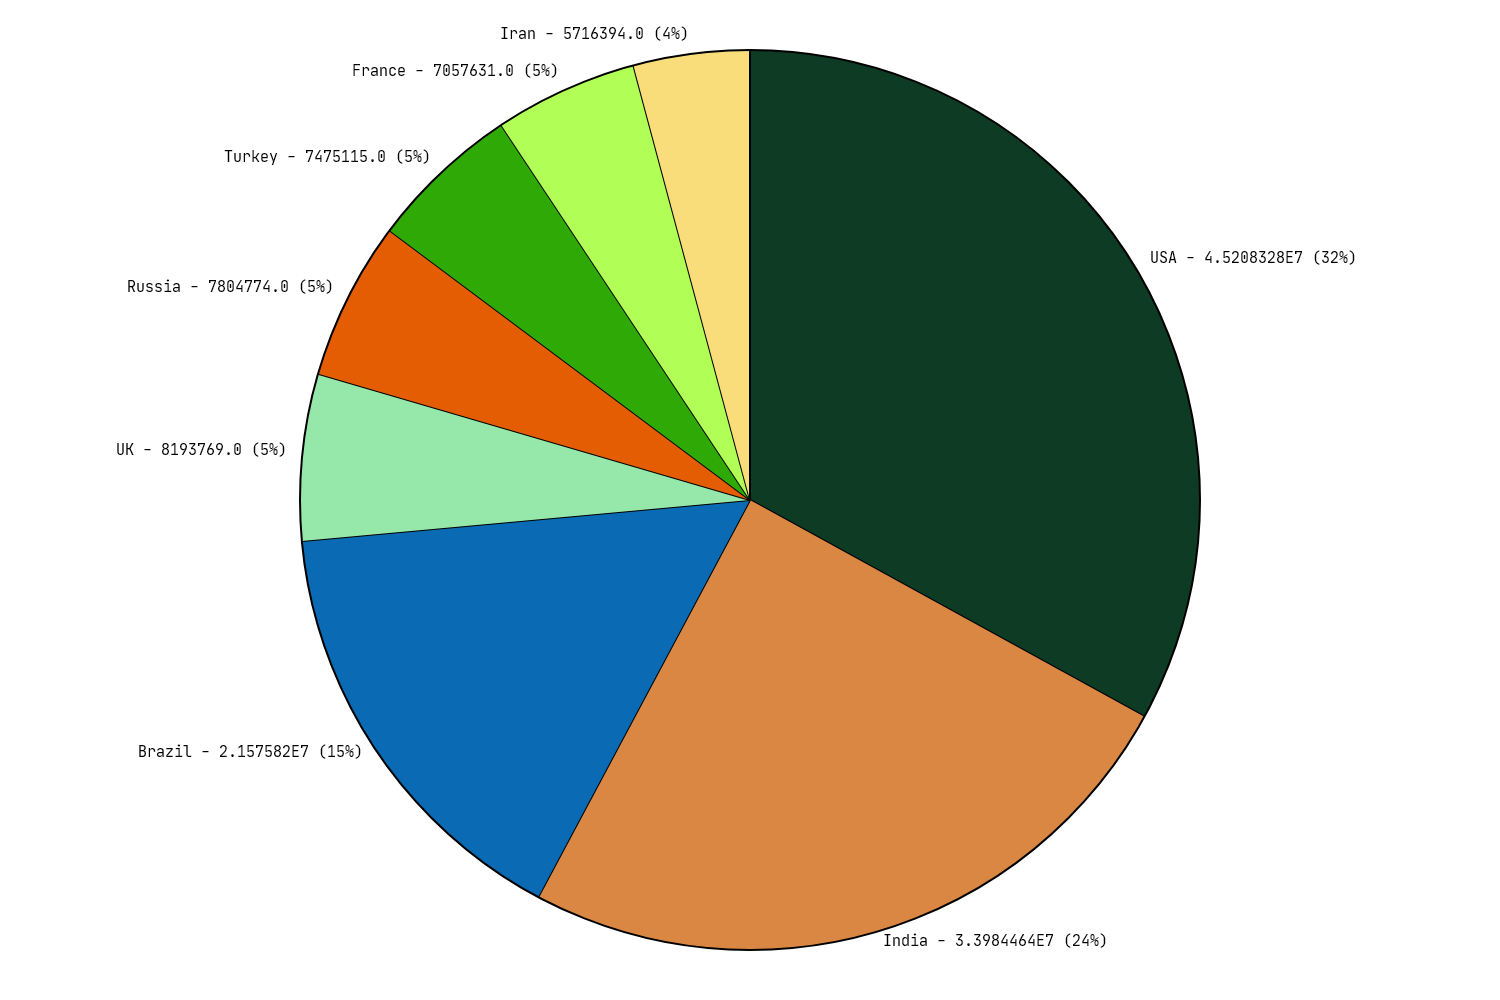 Iran - 5716394.0 (4%)
France - 7057631.0 (5%)
Turkey - 7475115.0 (5%)
USA - 4.5208328E7 (32%)
Russia - 7804774.0 (5%)
UK - 8193769.0 (5%)
Brazil - 2.157582E7 (15%)
India - 3.3984464E7 (24%)